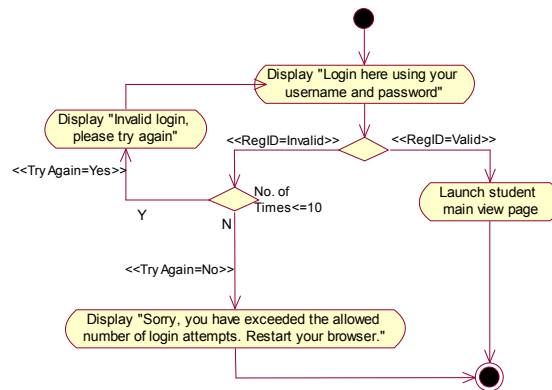 Display "Login here using your
username and password"
Display "Invalid login,
please try again"
<<RegID=Invalid>>
<<RegID=Valid>>
<<Try Again=Yes>>
No. of
Times<=10
Y
N
Launch student
main view page
<<Try Again=No>>
Display "Sorry, you have exceeded the allowed
number of login attempts. Restart your browser."